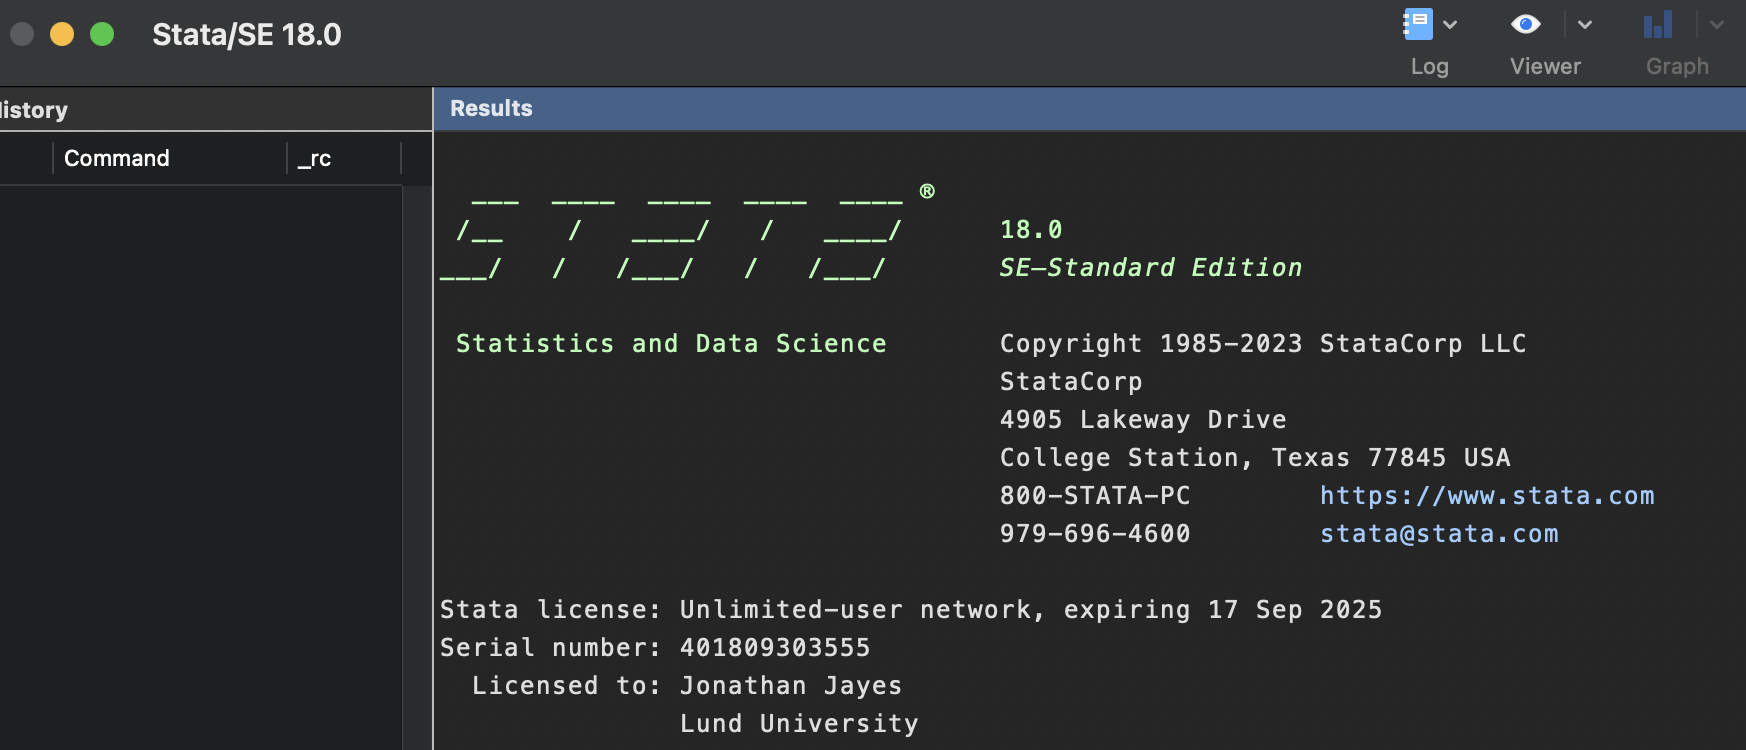 Stata/SE 18.0
Log
Viewer
Graph
istory
Command
_rc
Results
  ___  ____  ____  ____  ____ ®
 /__    /   ____/   /   ____/      18.0
___/   /   /___/   /   /___/       SE—Standard Edition
 Statistics and Data Science       Copyright 1985-2023 StataCorp LLC
StataCorp
4905 Lakeway Drive
College Station, Texas 77845 USA
800-STATA-PC        https://www.stata.com
979-696-4600        stata@stata.com
Stata license: Unlimited-user network, expiring 17 Sep 2025
Serial number: 401809303555
  Licensed to: Jonathan Jayes
               Lund University